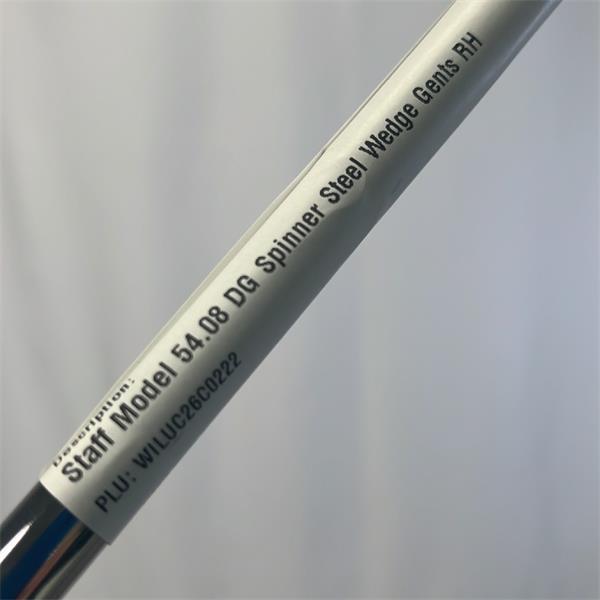 Description:
Staff Model 54.08 DG Spinner Steel Wedge Gents RH
PLU: WILUC26C0222